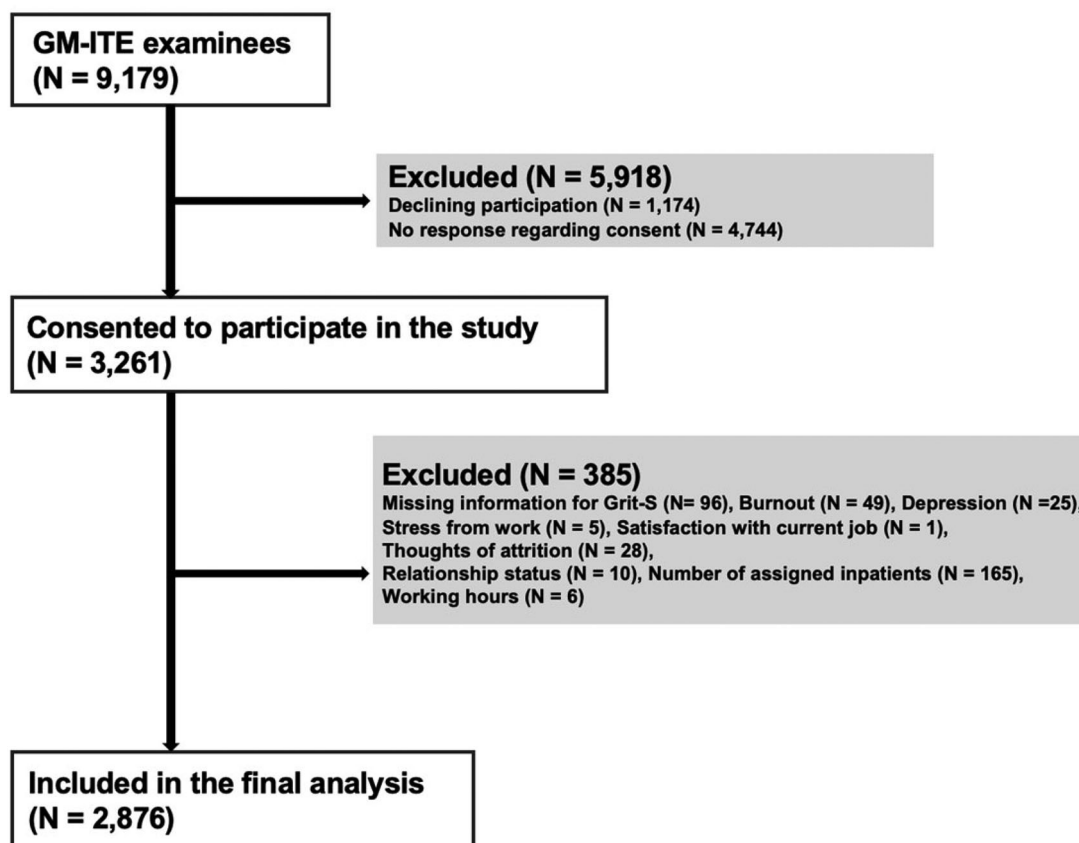 GM-ITE examinees
(N = 9,179)
Excluded (N = 5,918)
Declining participation (N = 1,174)
No response regarding consent (N = 4,744)
Consented to participate in the study
(N = 3,261)
Excluded (N = 385)
Missing information for Grit-S (N= 96), Burnout (N = 49), Depression (N =25),
Stress from work (N = 5), Satisfaction with current job (N = 1),
Thoughts of attrition (N = 28),
Relationship status (N = 10), Number of assigned inpatients (N = 165),
Working hours (N = 6)
Included in the final analysis
(N = 2,876)